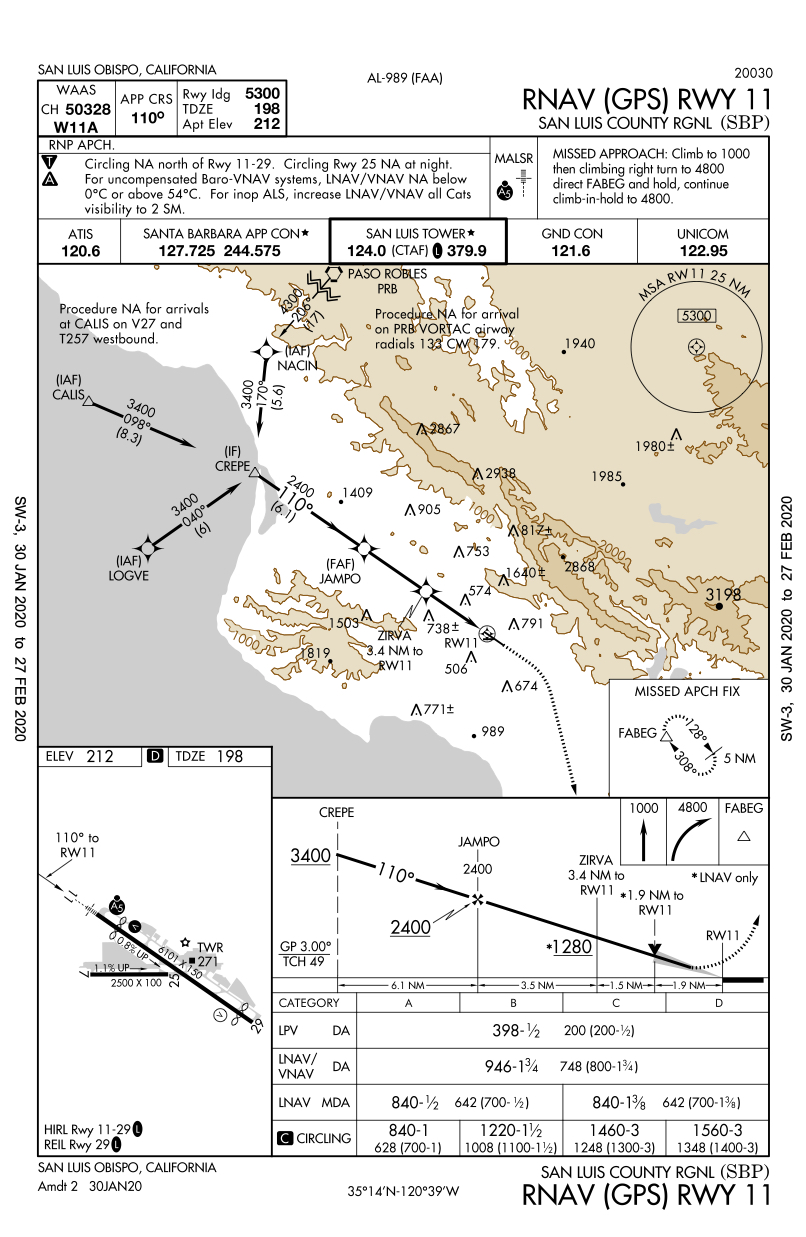 SAN LUIS OBISPO, CALIFORNIA
AL-989 (FAA)
20030
WAAS
CH 50328
W11A
APP CRS
110°
Rwy Idg 5300
TDZE 198
Apt Elev 212
RNAV (GPS) RWY 11
SAN LUIS COUNTY RGNL (SBP)
RNP APCH.
T
A
Circling NA north of Rwy 11-29. Circling Rwy 25 NA at night.
For uncompensated Baro-VNAV systems, LNAV/VNAV NA below
0°C or above 54°C. For inop ALS, increase LNAV/VNAV all Cats
visibility to 2 SM.
MALSR
A5
MISSED APPROACH: Climb to 1000
then climbing right turn to 4800
direct FABEG and hold, continue
climb-in-hold to 4800.
ATIS
120.6
SANTA BARBARA APP CON★
127.725 244.575
SAN LUIS TOWER★
124.0 (CTAF) L 379.9
GND CON
121.6
UNICOM
122.95
PASO ROBLES
PRB
Procedure NA for arrivals
at CALIS on V27 and
T257 westbound.
4300
206°
(17)
Procedure NA for arrival
on PRB VORTAC airway
radials 133 CW 179.
MSA RW11 25 NM
5300
1940
(IAF)
NACIN
3400
170°
(5.6)
(IAF)
CALIS
3400
098°
(8.3)
2867
1980±
(IF)
CREPE
2938
1985
2400
110°
(6.1)
1409
905
1000
3400
040°
(6)
817±
2000
753
(IAF)
LOGVE
(FAF)
JAMPO
2868
1640±
574
3198
1503
738±
791
ZIRVA
3.4 NM to
RW11
RW11
1000
1819
506
674
771±
989
MISSED APCH FIX
FABEG
128°
308°
5 NM
ELEV 212
D
TDZE 198
110° to
RW11
A5
0.8% UP
6101 X 150
TWR
271
1.1% UP
2500 X 100
7
25
29
V
HIRL Rwy 11-29 L
REIL Rwy 29 L
CREPE
JAMPO
2400
ZIRVA
3.4 NM to
RW11
*1.9 NM to
RW11
1000
4800
FABEG
*LNAV only
3400
110°
2400
*1280
RW11
GP 3.00°
TCH 49
6.1 NM
3.5 NM
1.5 NM
1.9 NM
CATEGORY A B C D
LPV DA 398-½ 200 (200-½)
LNAV/
VNAV DA 946-1¾ 748 (800-1¾)
LNAV MDA 840-½ 642 (700-½) 840-1⅜ 642 (700-1⅜)
C CIRCLING
840-1
628 (700-1)
1220-1½
1008 (1100-1½)
1460-3
1248 (1300-3)
1560-3
1348 (1400-3)
SAN LUIS OBISPO, CALIFORNIA
Amdt 2 30JAN20
35°14'N-120°39'W
SAN LUIS COUNTY RGNL (SBP)
RNAV (GPS) RWY 11
SW-3, 30 JAN 2020 to 27 FEB 2020
SW-3, 30 JAN 2020 to 27 FEB 2020